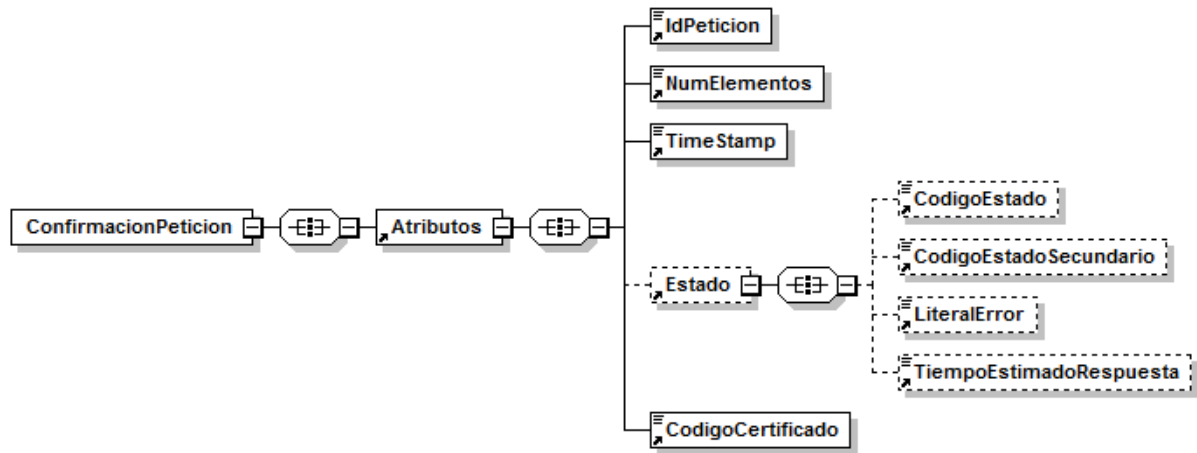 IdPeticion
NumElementos
TimeStamp
ConfirmacionPeticion
Atributos
Estado
CodigoEstado
CodigoEstadoSecundario
LiteralError
TiempoEstimadoRespuesta
CodigoCertificado